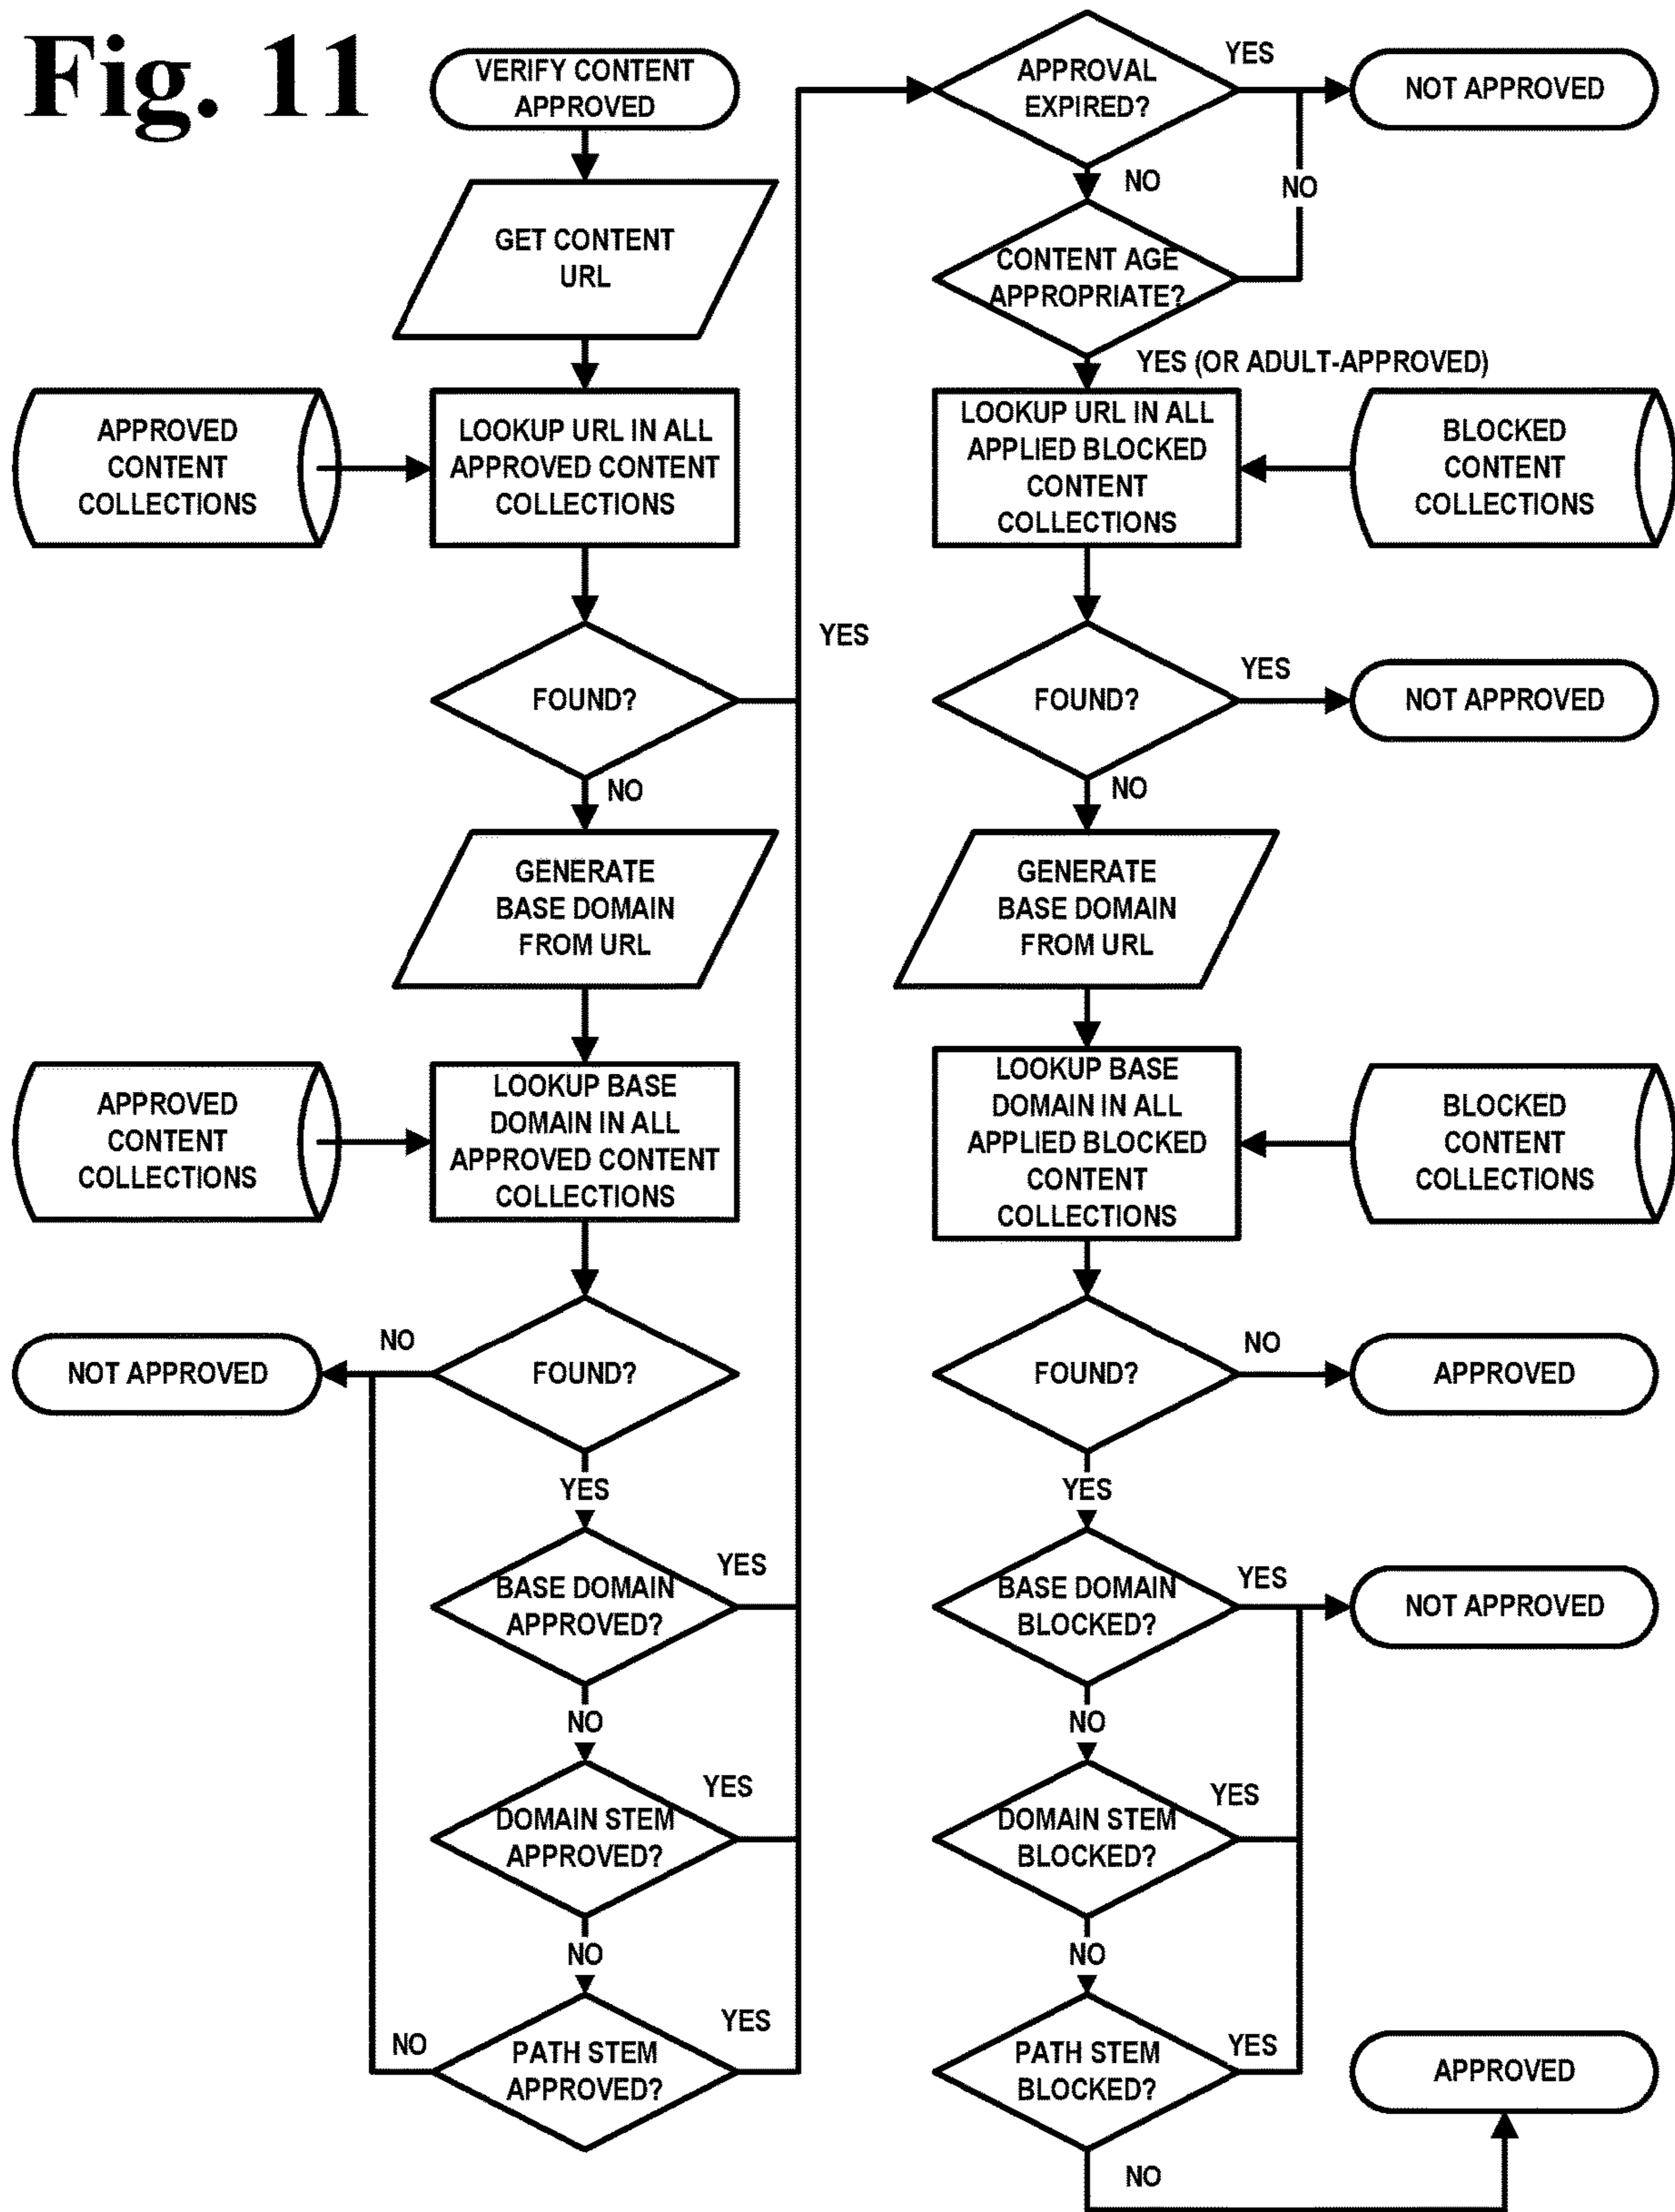 Fig. 11
VERIFY CONTENT
APPROVED
GET CONTENT
URL
APPROVED
CONTENT
COLLECTIONS
LOOKUP URL IN ALL
APPROVED CONTENT
COLLECTIONS
FOUND?
YES
NO
GENERATE
BASE DOMAIN
FROM URL
APPROVED
CONTENT
COLLECTIONS
LOOKUP BASE
DOMAIN IN ALL
APPROVED CONTENT
COLLECTIONS
NO
NOT APPROVED
FOUND?
YES
BASE DOMAIN
APPROVED?
YES
NO
DOMAIN STEM
APPROVED?
YES
NO
NO
PATH STEM
APPROVED?
YES
APPROVAL
EXPIRED?
YES
NOT APPROVED
NO
NO
CONTENT AGE
APPROPRIATE?
YES (OR ADULT-APPROVED)
LOOKUP URL IN ALL
APPLIED BLOCKED
CONTENT
COLLECTIONS
BLOCKED
CONTENT
COLLECTIONS
FOUND?
YES
NOT APPROVED
NO
GENERATE
BASE DOMAIN
FROM URL
LOOKUP BASE
DOMAIN IN ALL
APPLIED BLOCKED
CONTENT
COLLECTIONS
BLOCKED
CONTENT
COLLECTIONS
FOUND?
NO
APPROVED
YES
BASE DOMAIN
BLOCKED?
YES
NOT APPROVED
NO
DOMAIN STEM
BLOCKED?
YES
NO
PATH STEM
BLOCKED?
YES
APPROVED
NO